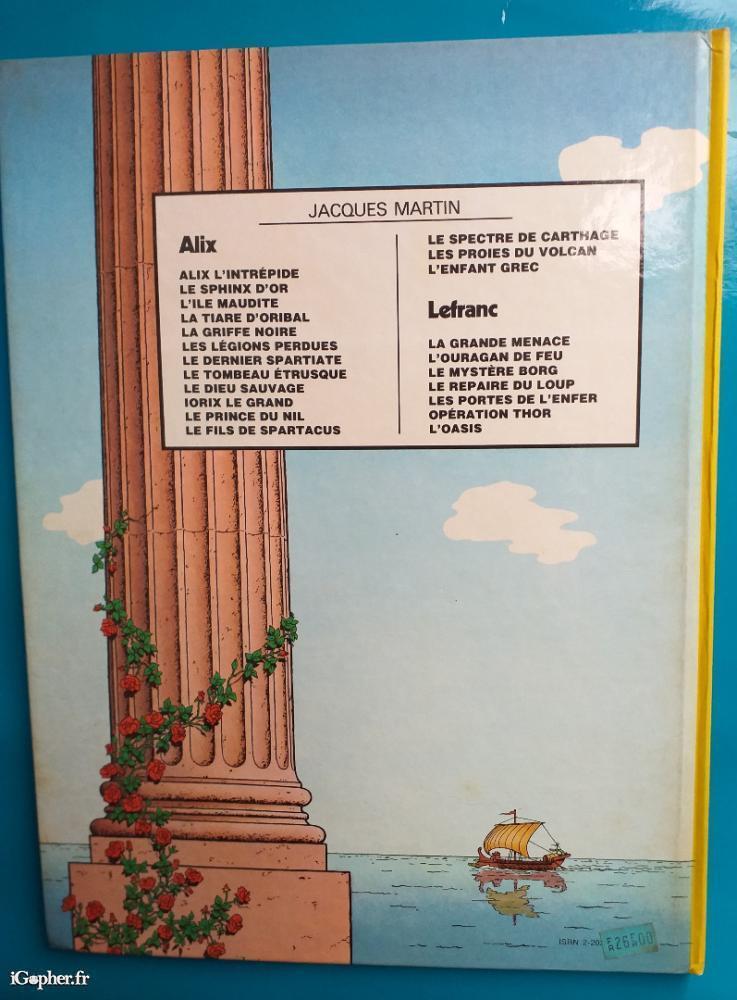 JACQUES MARTIN
Alix
ALIX L'INTRÉPIDE
LE SPHINX D'OR
L'ILE MAUDITE
LA TIARE D'ORIBAL
LA GRIFFE NOIRE
LES LÉGIONS PERDUES
LE DERNIER SPARTIATE
LE TOMBEAU ÉTRUSQUE
LE DIEU SAUVAGE
IORIX LE GRAND
LE PRINCE DU NIL
LE FILS DE SPARTACUS
LE SPECTRE DE CARTHAGE
LES PROIES DU VOLCAN
L'ENFANT GREC
Lefranc
LA GRANDE MENACE
L'OURAGAN DE FEU
LE MYSTÈRE BORG
LE REPAIRE DU LOUP
LES PORTES DE L'ENFER
OPÉRATION THOR
L'OASIS
ISBN 2-20
iGopher.fr